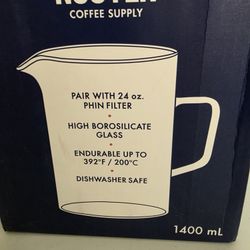 COFFEE SUPPLY
PAIR WITH 24 oz.
PHIN FILTER
• HIGH BOROSILICATE
GLASS
• ENDURABLE UP TO
392°F / 200°C
• DISHWASHER SAFE
1400 mL